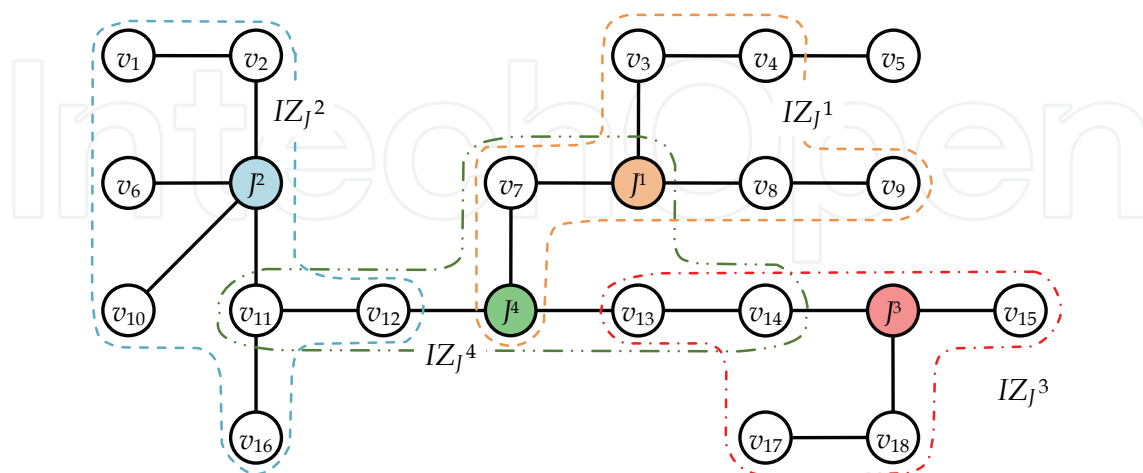 v1 v2 v3 v4 v5
IZJ2 IZJ1
v6 J2 v7 J1 v8 v9
v10 v11 v12 J4 v13 v14 J3 v15
IZJ4
IZJ3
v16 v17 v18
IntechOpen